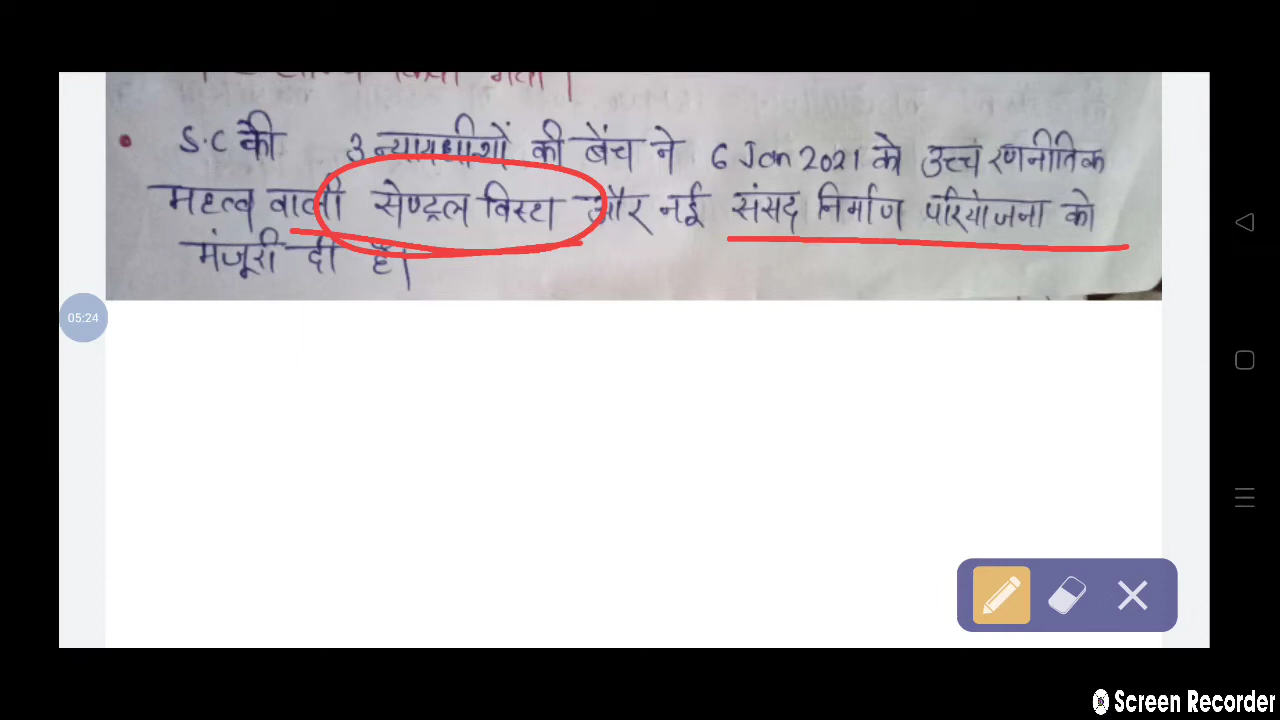 S.C की 3 न्यायधीशों की बेंच ने 6 Jan 2021 को उच्च रणनीतिक
महत्व वाली सेण्ट्रल विस्टा और नई संसद निर्माण परियोजना को
मंजूरी दी है।
05:24
Screen Recorder